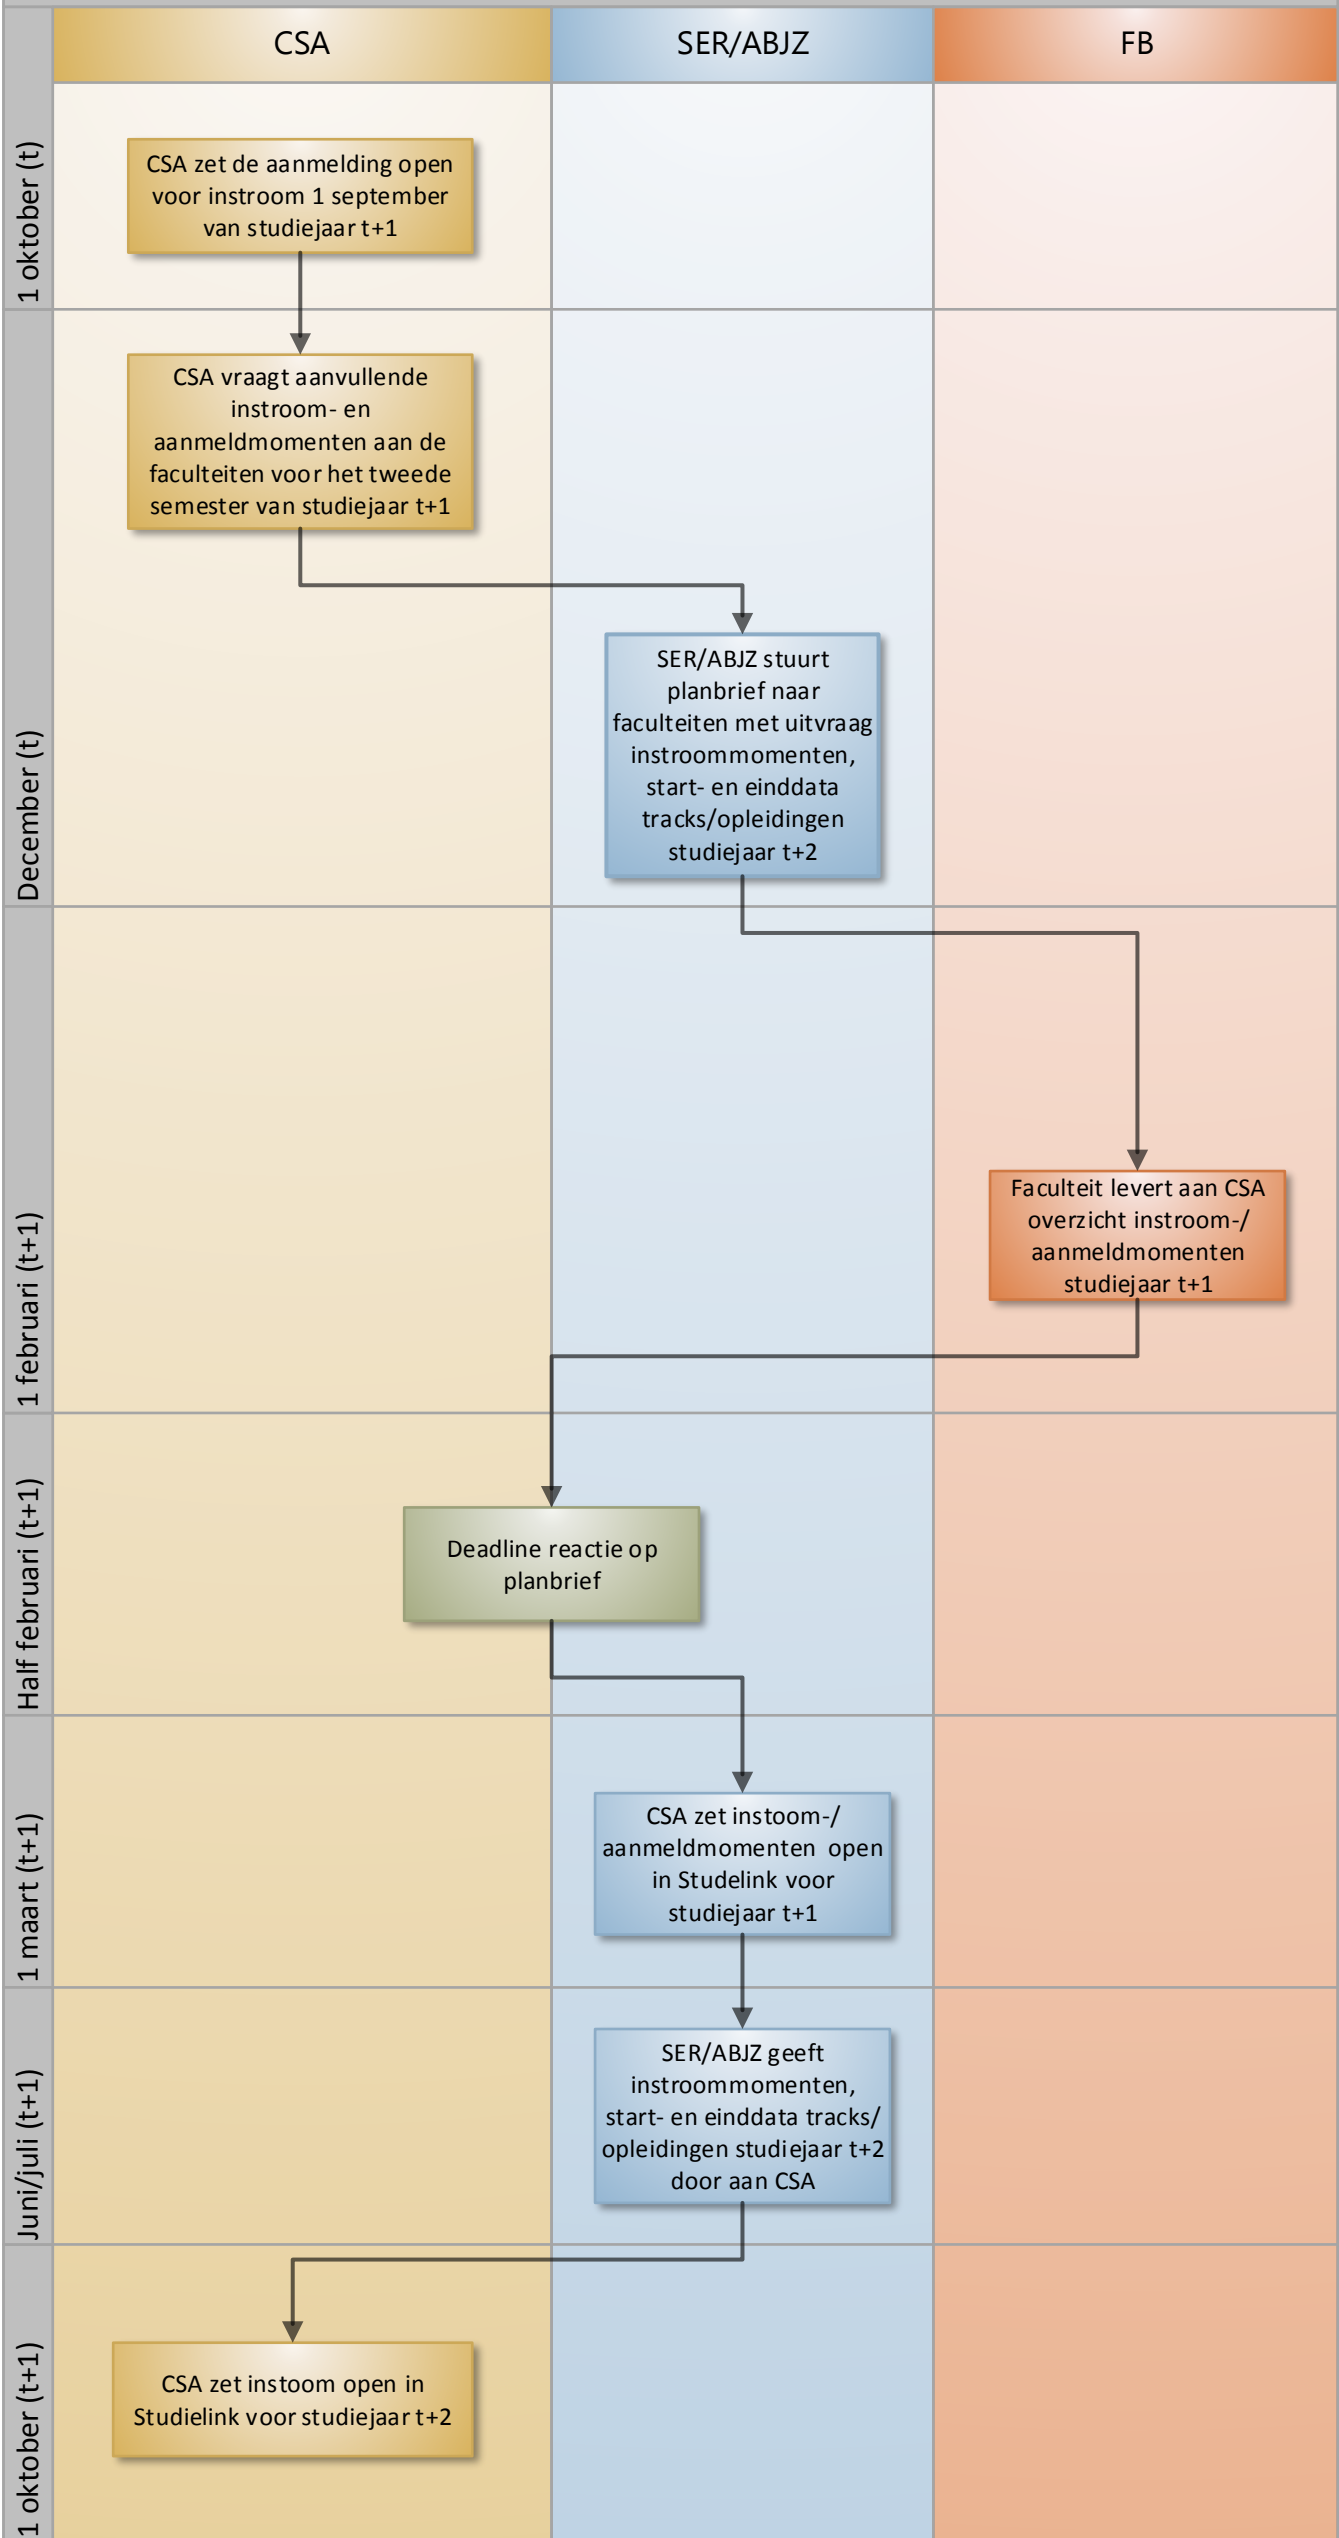 CSA
SER/ABJZ
FB
1 oktober (t)
CSA zet de aanmelding open
voor instroom 1 september
van studiejaar t+1
December (t)
CSA vraagt aanvullende
instroom- en
aanmeldmomenten aan de
faculteiten voor het tweede
semester van studiejaar t+1
SER/ABJZ stuurt
planbrief naar
faculteiten met uitvraag
instroommomenten,
start- en einddata
tracks/opleidingen
studiejaar t+2
1 februari (t+1)
Faculteit levert aan CSA
overzicht instroom-/
aanmeldmomenten
studiejaar t+1
Half februari (t+1)
Deadline reactie op
planbrief
1 maart (t+1)
CSA zet instoom-/
aanmeldmomenten open
in Studelink voor
studiejaar t+1
Juni/juli (t+1)
SER/ABJZ geeft
instroommomenten,
start- en einddata tracks/
opleidingen studiejaar t+2
door aan CSA
1 oktober (t+1)
CSA zet instoom open in
Studielink voor studiejaar t+2